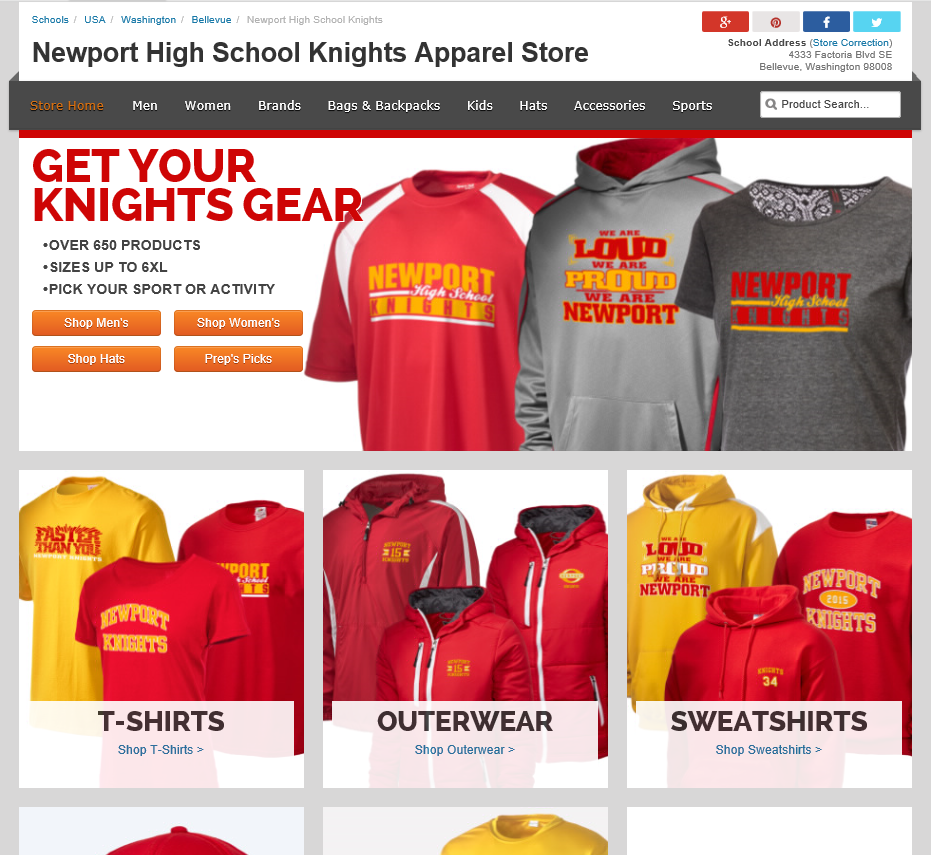 Schools / USA / Washington / Bellevue / Newport High School Knights
Newport High School Knights Apparel Store
School Address (Store Correction)
4333 Factoria Blvd SE
Bellevue, Washington 98008
Store Home Men Women Brands Bags & Backpacks Kids Hats Accessories Sports Product Search...
GET YOUR
KNIGHTS GEAR
•OVER 650 PRODUCTS
•SIZES UP TO 6XL
•PICK YOUR SPORT OR ACTIVITY
Shop Men's Shop Women's
Shop Hats Prep's Picks
NEWPORT
High School
KNIGHTS
WE ARE
LOUD
WE ARE
PROUD
WE ARE
NEWPORT
NEWPORT
High School
KNIGHTS
FASTER
THAN YOU
NEWPORT KNIGHTS
NEWPORT
KNIGHTS
WPORT
High School
TS
NEWPORT
15
KNIGHTS
NEWPORT
15
KNIGHTS
WE ARE
LOUD
WE ARE
PROUD
WE ARE
NEWPORT
KNIGHTS
34
NEWPORT
2015
KNIGHTS
T-SHIRTS
Shop T-Shirts >
OUTERWEAR
Shop Outerwear >
SWEATSHIRTS
Shop Sweatshirts >